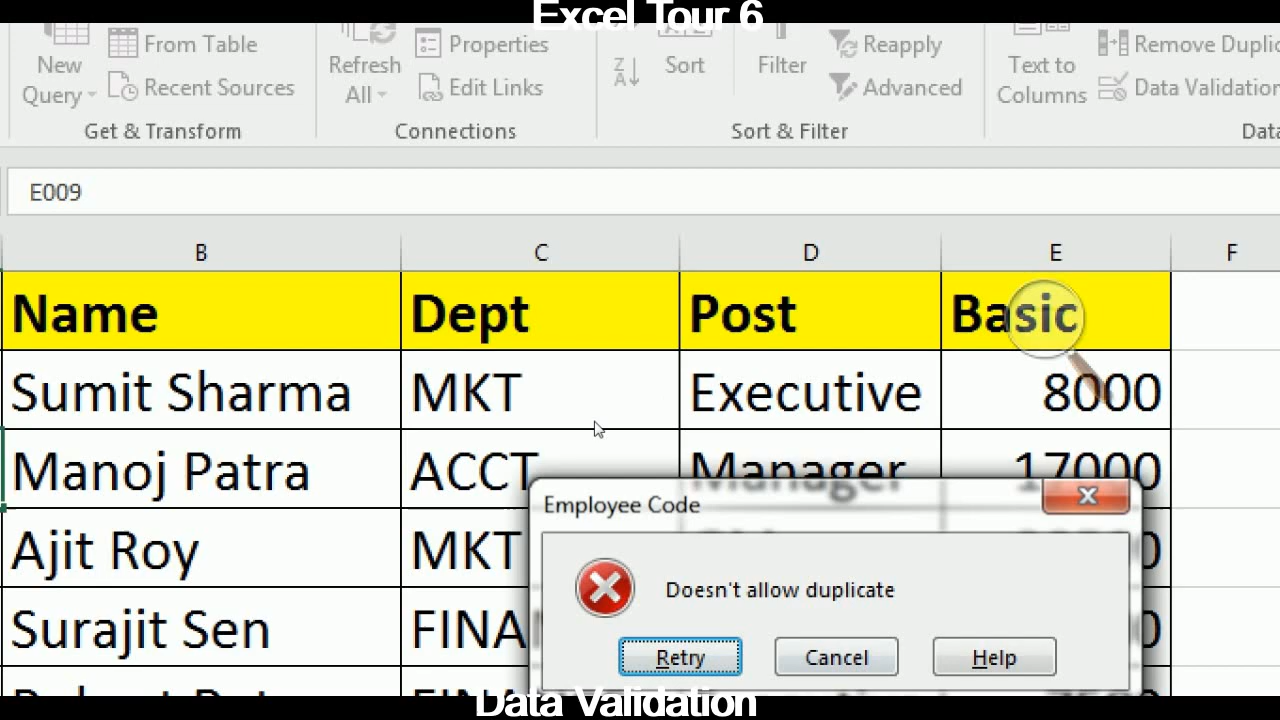 Excel Tour 6
From Table
Properties
Reapply
Remove Duplic
New
Query
Refresh
All
Sort
Filter
Text to
Columns
Recent Sources
Edit Links
Advanced
Data Validation
Get & Transform
Connections
Sort & Filter
Data
E009
B C D E F
Name Dept Post Basic
Sumit Sharma MKT Executive 8000
Manoj Patra ACCT Manager 17000
Ajit Roy MKT
Surajit Sen FINAN
Employee Code
Doesn't allow duplicate
Retry Cancel Help
Data Validation